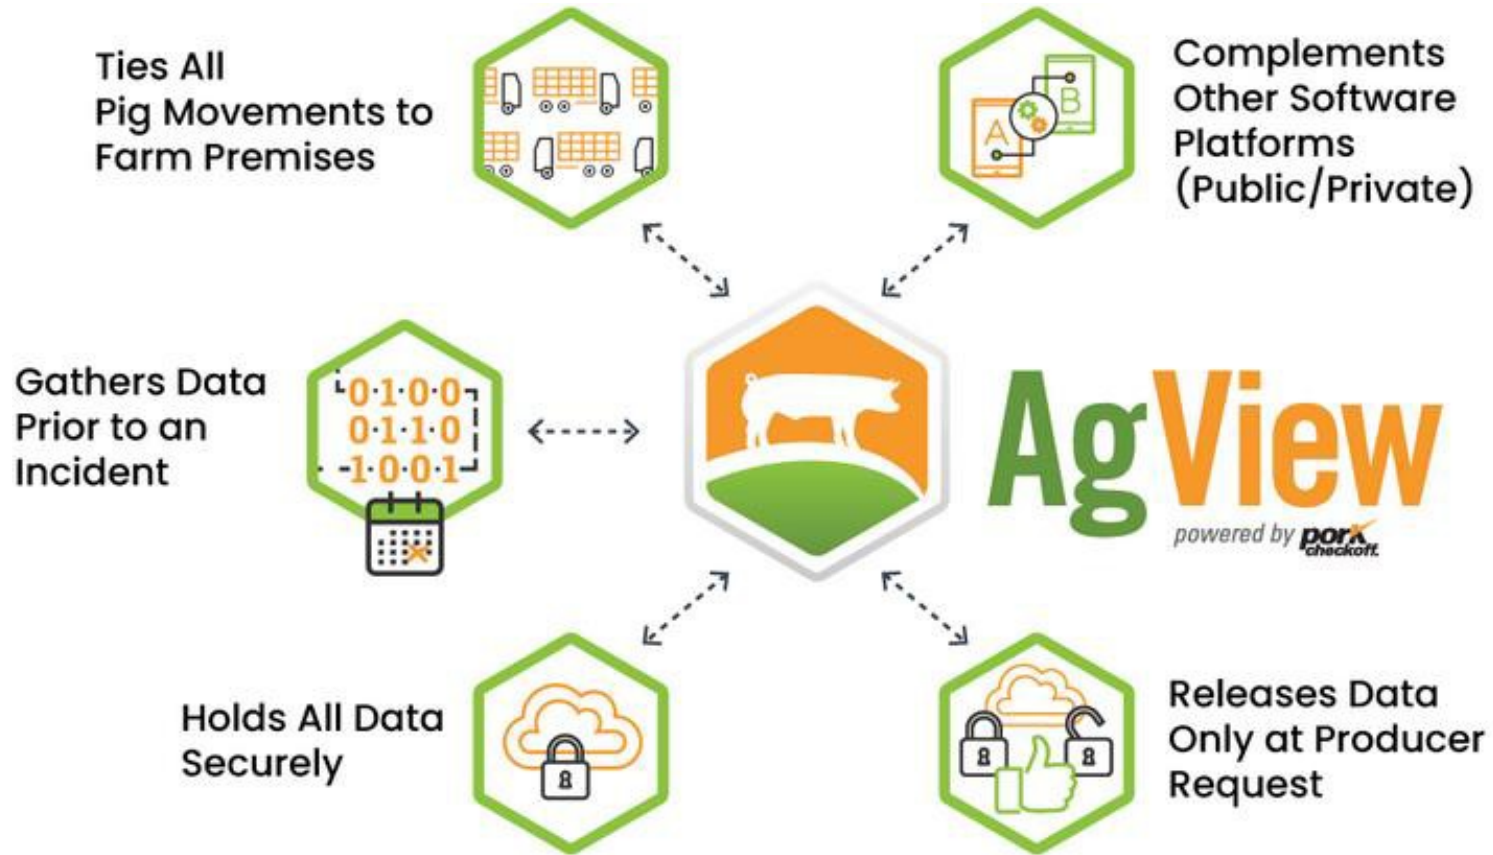 Ties All
Pig Movements to
Farm Premises
Complements
Other Software
Platforms
(Public/Private)
A
B
Gathers Data
Prior to an
Incident
0·1·0·0
0·1·1·0
1·0·0·1
AgView
powered by pork
checkoff.
Holds All Data
Securely
Releases Data
Only at Producer
Request